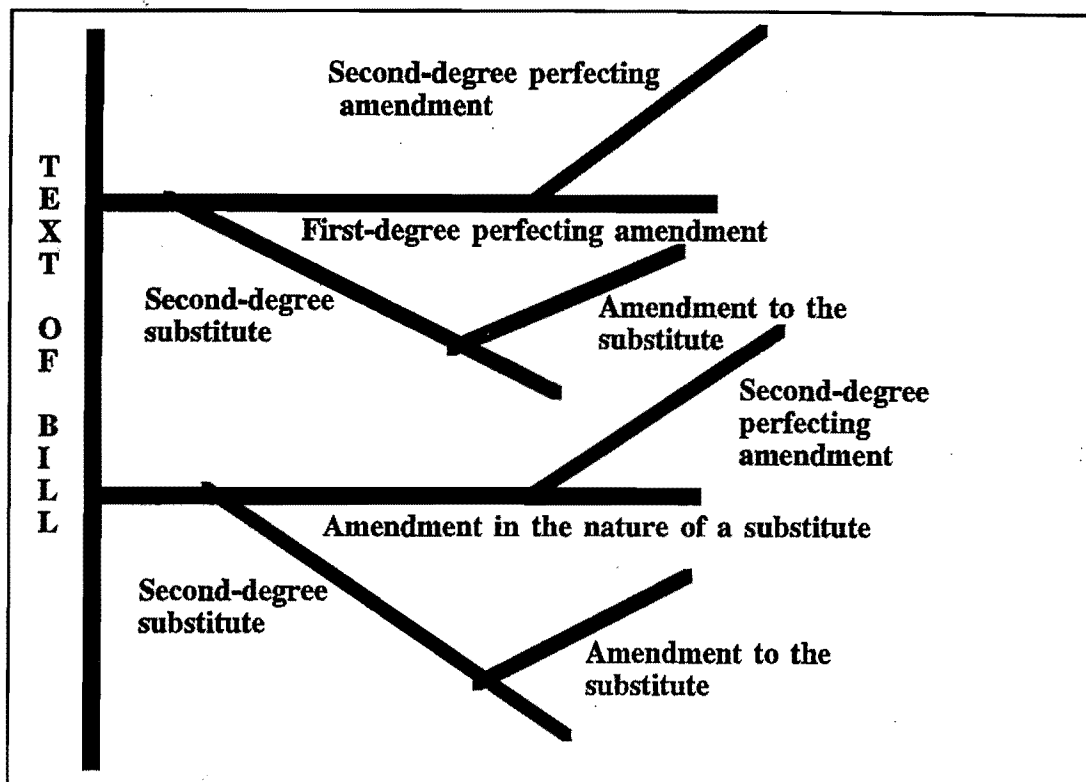 Second-degree perfecting
amendment
TEXT OF BILL
First-degree perfecting amendment
Second-degree
substitute
Amendment to the
substitute
Second-degree
perfecting
amendment
Amendment in the nature of a substitute
Second-degree
substitute
Amendment to the
substitute